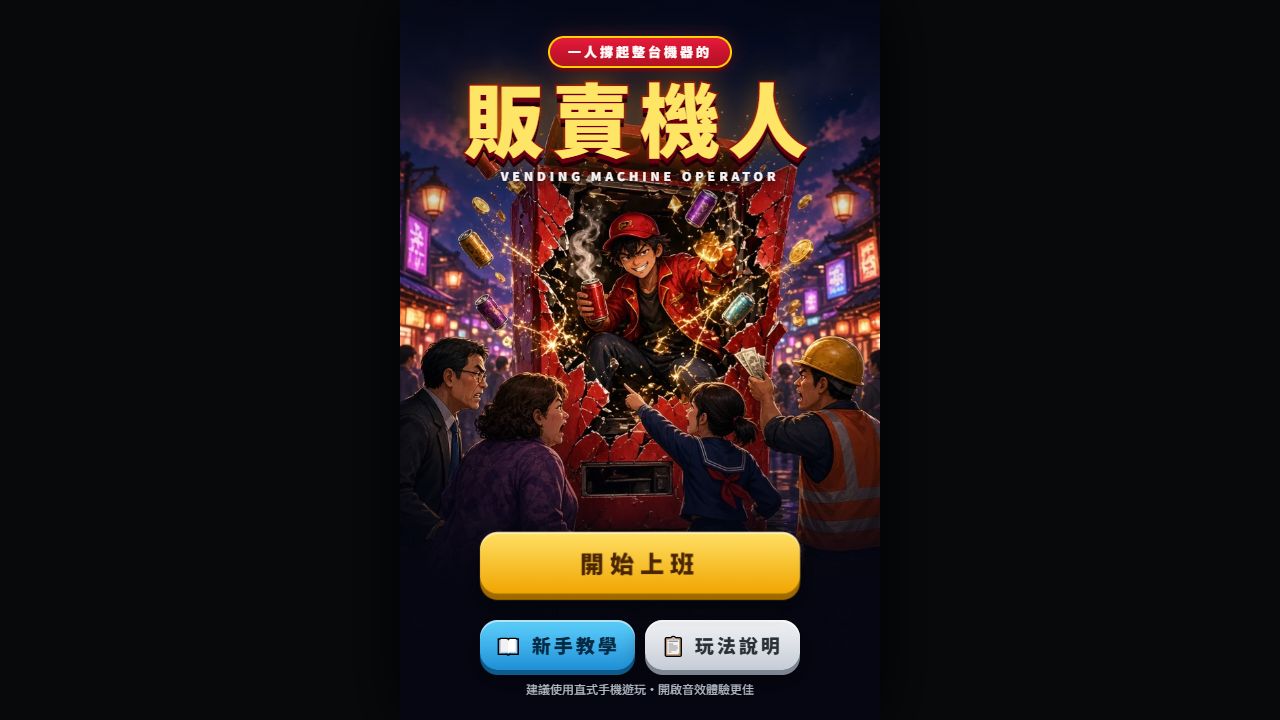 一人撐起整台機器的
販賣機人
VENDING MACHINE OPERATOR
開始上班
新手教學
玩法說明
建議使用直式手機遊玩・開啟音效體驗更佳